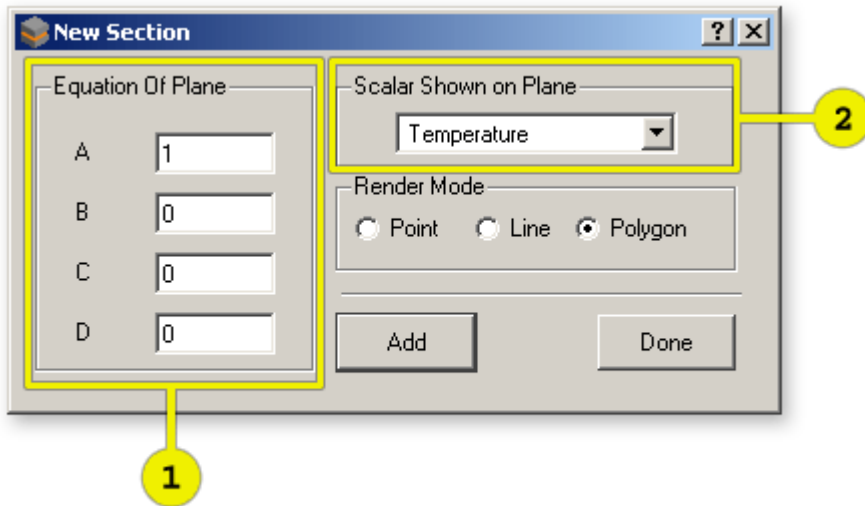 New Section
?
Equation Of Plane
A 1
B 0
C 0
D 0
Scalar Shown on Plane
Temperature
Render Mode
Point Line Polygon
Add Done
1
2